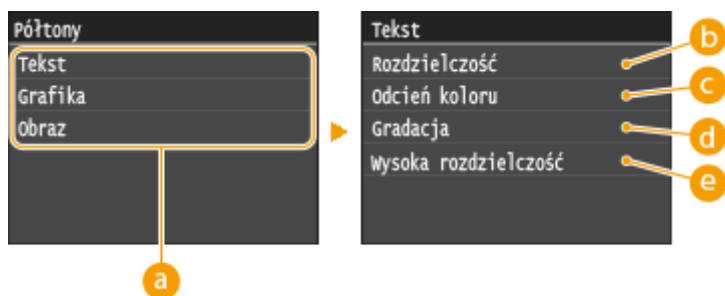 Półtony
Tekst
Grafika
Obraz
a
Tekst
Rozdzielczość
b
Odcień koloru
c
Gradacja
d
Wysoka rozdzielczość
e